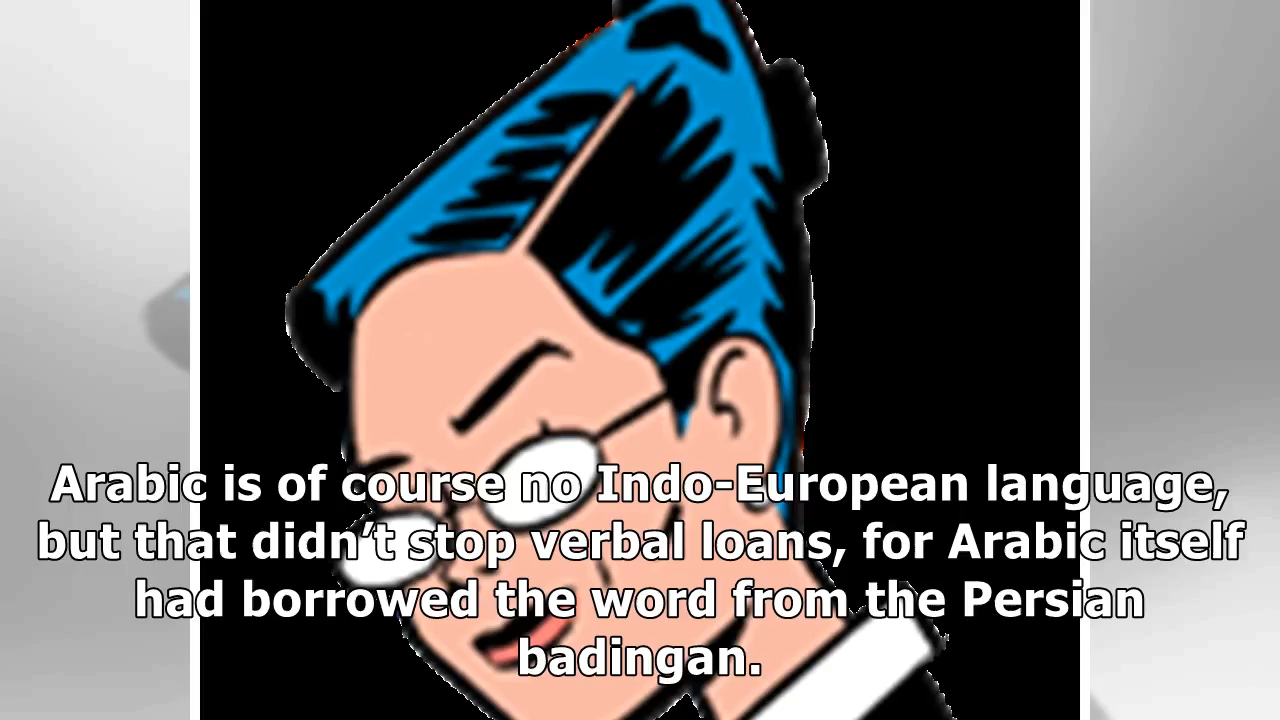 Arabic is of course no Indo-European language,
but that didn’t stop verbal loans, for Arabic itself
had borrowed the word from the Persian
badingan.